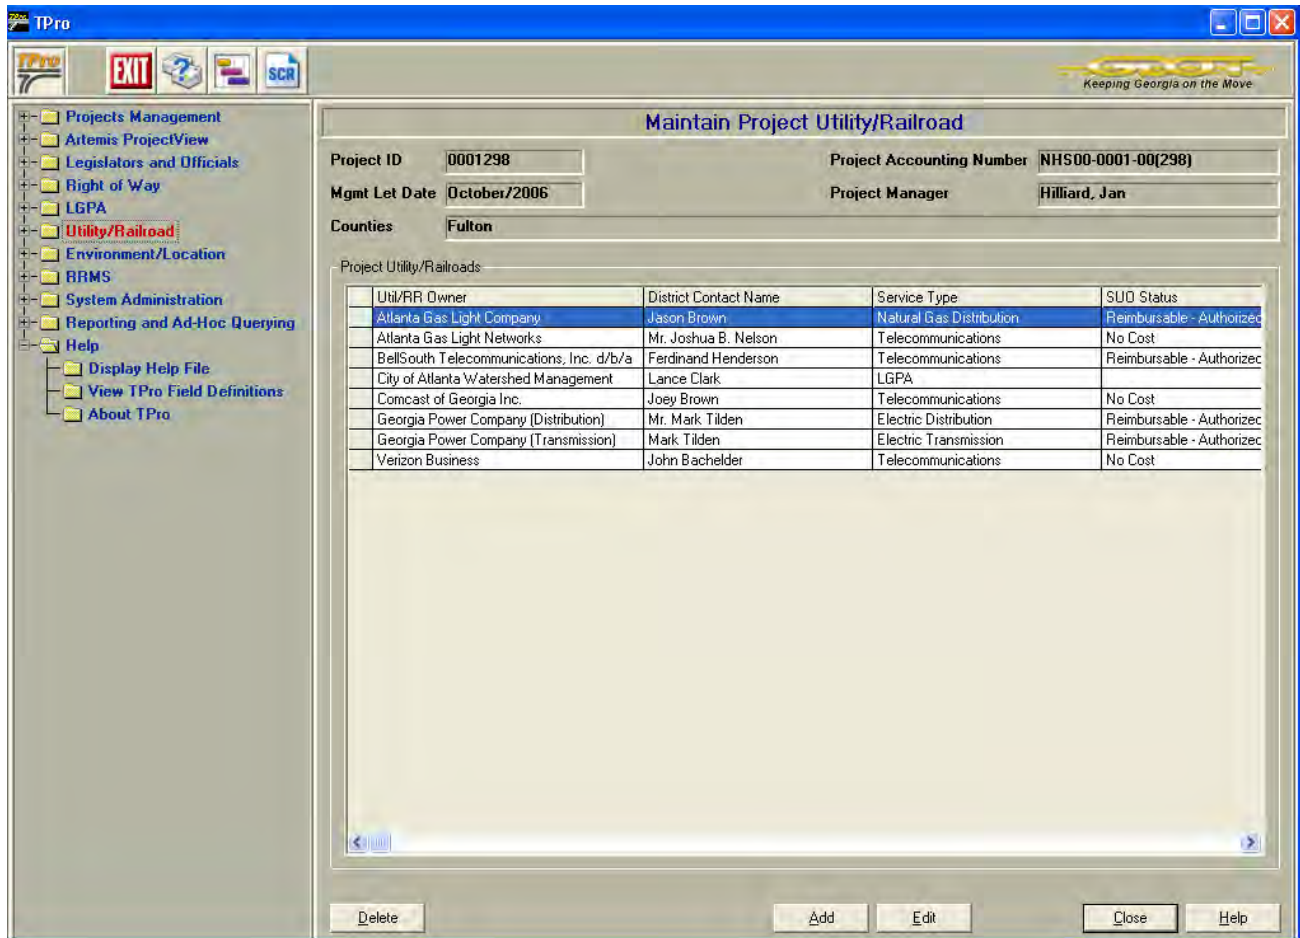 TPro
TPro
EXIT
SCR
GDOT
Keeping Georgia on the Move
Projects Management
Artemis ProjectView
Legislators and Officials
Right of Way
LGPA
Utility/Railroad
Environment/Location
RRMS
System Administration
Reporting and Ad-Hoc Querying
Help
Display Help File
View TPro Field Definitions
About TPro
Maintain Project Utility/Railroad
Project ID 0001298 Project Accounting Number NHS00-0001-00(298)
Mgmt Let Date October/2006 Project Manager Hilliard, Jan
Counties Fulton
Project Utility/Railroads
Util/RR Owner District Contact Name Service Type SUO Status
Atlanta Gas Light Company Jason Brown Natural Gas Distribution Reimbursable - Authorized
Atlanta Gas Light Networks Mr. Joshua B. Nelson Telecommunications No Cost
BellSouth Telecommunications, Inc. d/b/a Ferdinand Henderson Telecommunications Reimbursable - Authorized
City of Atlanta Watershed Management Lance Clark LGPA
Comcast of Georgia Inc. Joey Brown Telecommunications No Cost
Georgia Power Company (Distribution) Mr. Mark Tilden Electric Distribution Reimbursable - Authorized
Georgia Power Company (Transmission) Mark Tilden Electric Transmission Reimbursable - Authorized
Verizon Business John Bachelder Telecommunications No Cost
Delete Add Edit Close Help